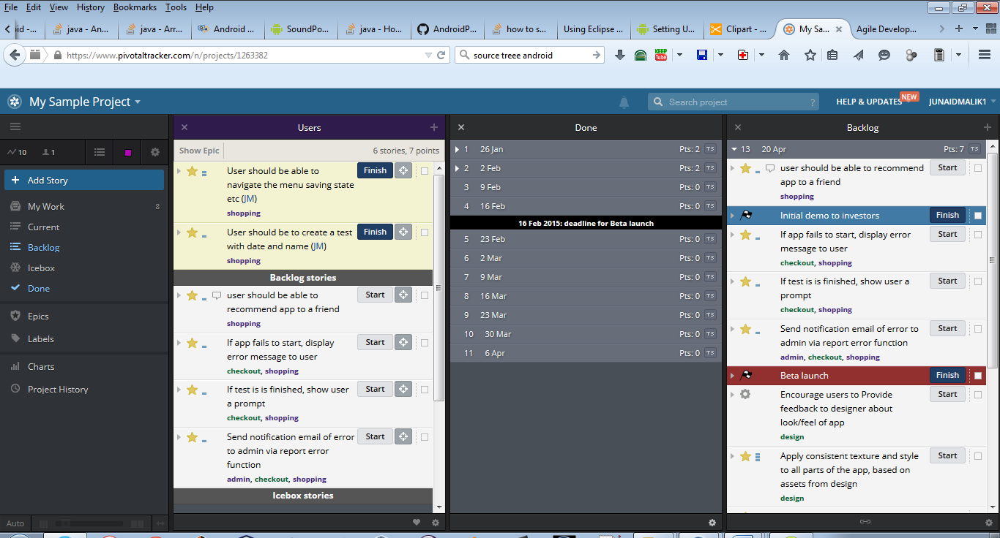 File Edit View History Bookmarks Tools Help
java - An...
java - Arr...
Android ...
SoundPo...
java - Ho...
AndroidP...
how to s...
Using Eclipse ...
Setting U...
Clipart - ...
My Sa...
Agile Develop...
https://www.pivotaltracker.com/n/projects/1263382
source treee android
KEEP Tube
My Sample Project
Search project ?
HELP & UPDATES NEW
JUNAIDMALIK1
10 1
Add Story
My Work 8
Current
Backlog
Icebox
Done
Epics
Labels
Charts
Project History
Auto
Users
Show Epic 6 stories, 7 points
User should be able to Finish
navigate the menu saving state
etc (JM)
shopping
User should be to create a test Finish
with date and name (JM)
shopping
Backlog stories
user should be able to Start
recommend app to a friend
shopping
If app fails to start, display Start
error message to user
checkout, shopping
If test is is finished, show user Start
a prompt
checkout, shopping
Send notification email of error Start
to admin via report error
function
admin, checkout, shopping
Icebox stories
Done
1 26 Jan Pts: 2 TS
2 2 Feb Pts: 2 TS
3 9 Feb Pts: 0 TS
4 16 Feb Pts: 0 TS
16 Feb 2015: deadline for Beta launch
5 23 Feb Pts: 0 TS
6 2 Mar Pts: 0 TS
7 9 Mar Pts: 0 TS
8 16 Mar Pts: 0 TS
9 23 Mar Pts: 0 TS
10 30 Mar Pts: 0 TS
11 6 Apr Pts: 0 TS
Backlog
13 20 Apr Pts: 7 TS
user should be able to recommend Start
app to a friend
shopping
Initial demo to investors Finish
If app fails to start, display error Start
message to user
checkout, shopping
If test is is finished, show user a Start
prompt
checkout, shopping
Send notification email of error to Start
admin via report error function
admin, checkout, shopping
Beta launch Finish
Encourage users to Provide Start
feedback to designer about
look/feel of app
design
Apply consistent texture and style Start
to all parts of the app, based on
assets from design
design